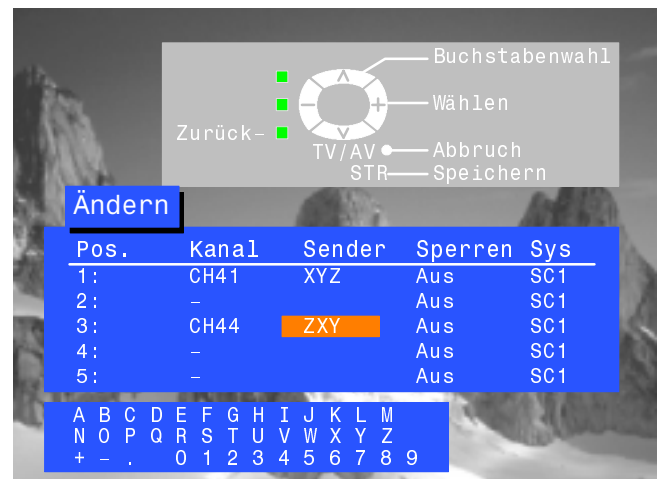 Buchstabenwahl
Wählen
Zurück
TV/AV Abbruch
STR Speichern
Ändern
Pos. Kanal Sender Sperren Sys
1: CH41 XYZ Aus SC1
2: – Aus SC1
3: CH44 ZXY Aus SC1
4: – Aus SC1
5: – Aus SC1
A B C D E F G H I J K L M
N O P Q R S T U V W X Y Z
+ – . 0 1 2 3 4 5 6 7 8 9